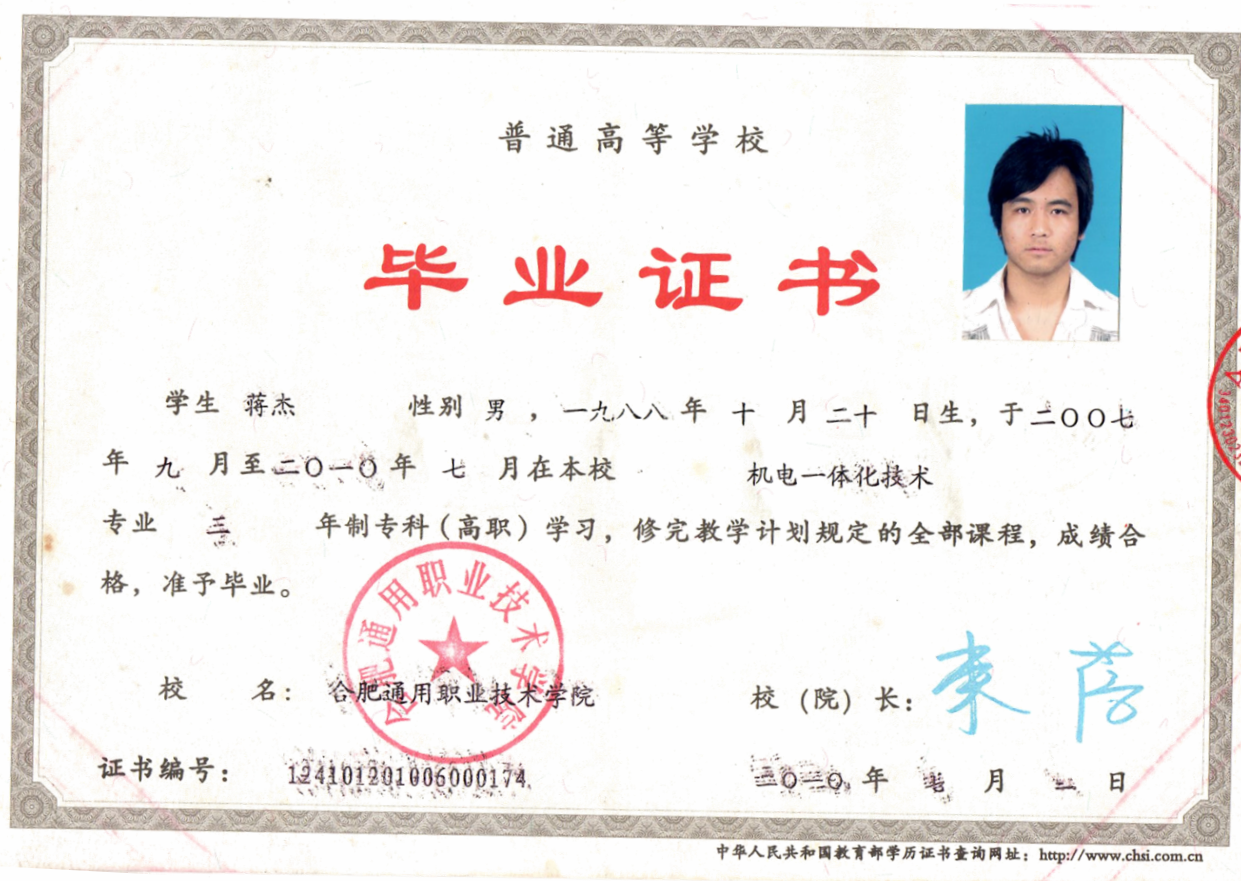 普通高等学校
毕业证书
学生 蒋杰 性别 男 ，一九八八 年 十 月 二十 日生，于二〇〇七
年 九 月至二〇一〇年 七 月在本校 机电一体化技术
专业 三 年制专科（高职）学习，修完教学计划规定的全部课程，成绩合
格，准予毕业。
合肥通用职业技术学院
校 名： 合肥通用职业技术学院
校（院）长：
证书编号： 124101201006000174
二〇一〇 年 七 月 日
中华人民共和国教育部学历证书查询网址：http://www.chsi.com.cn